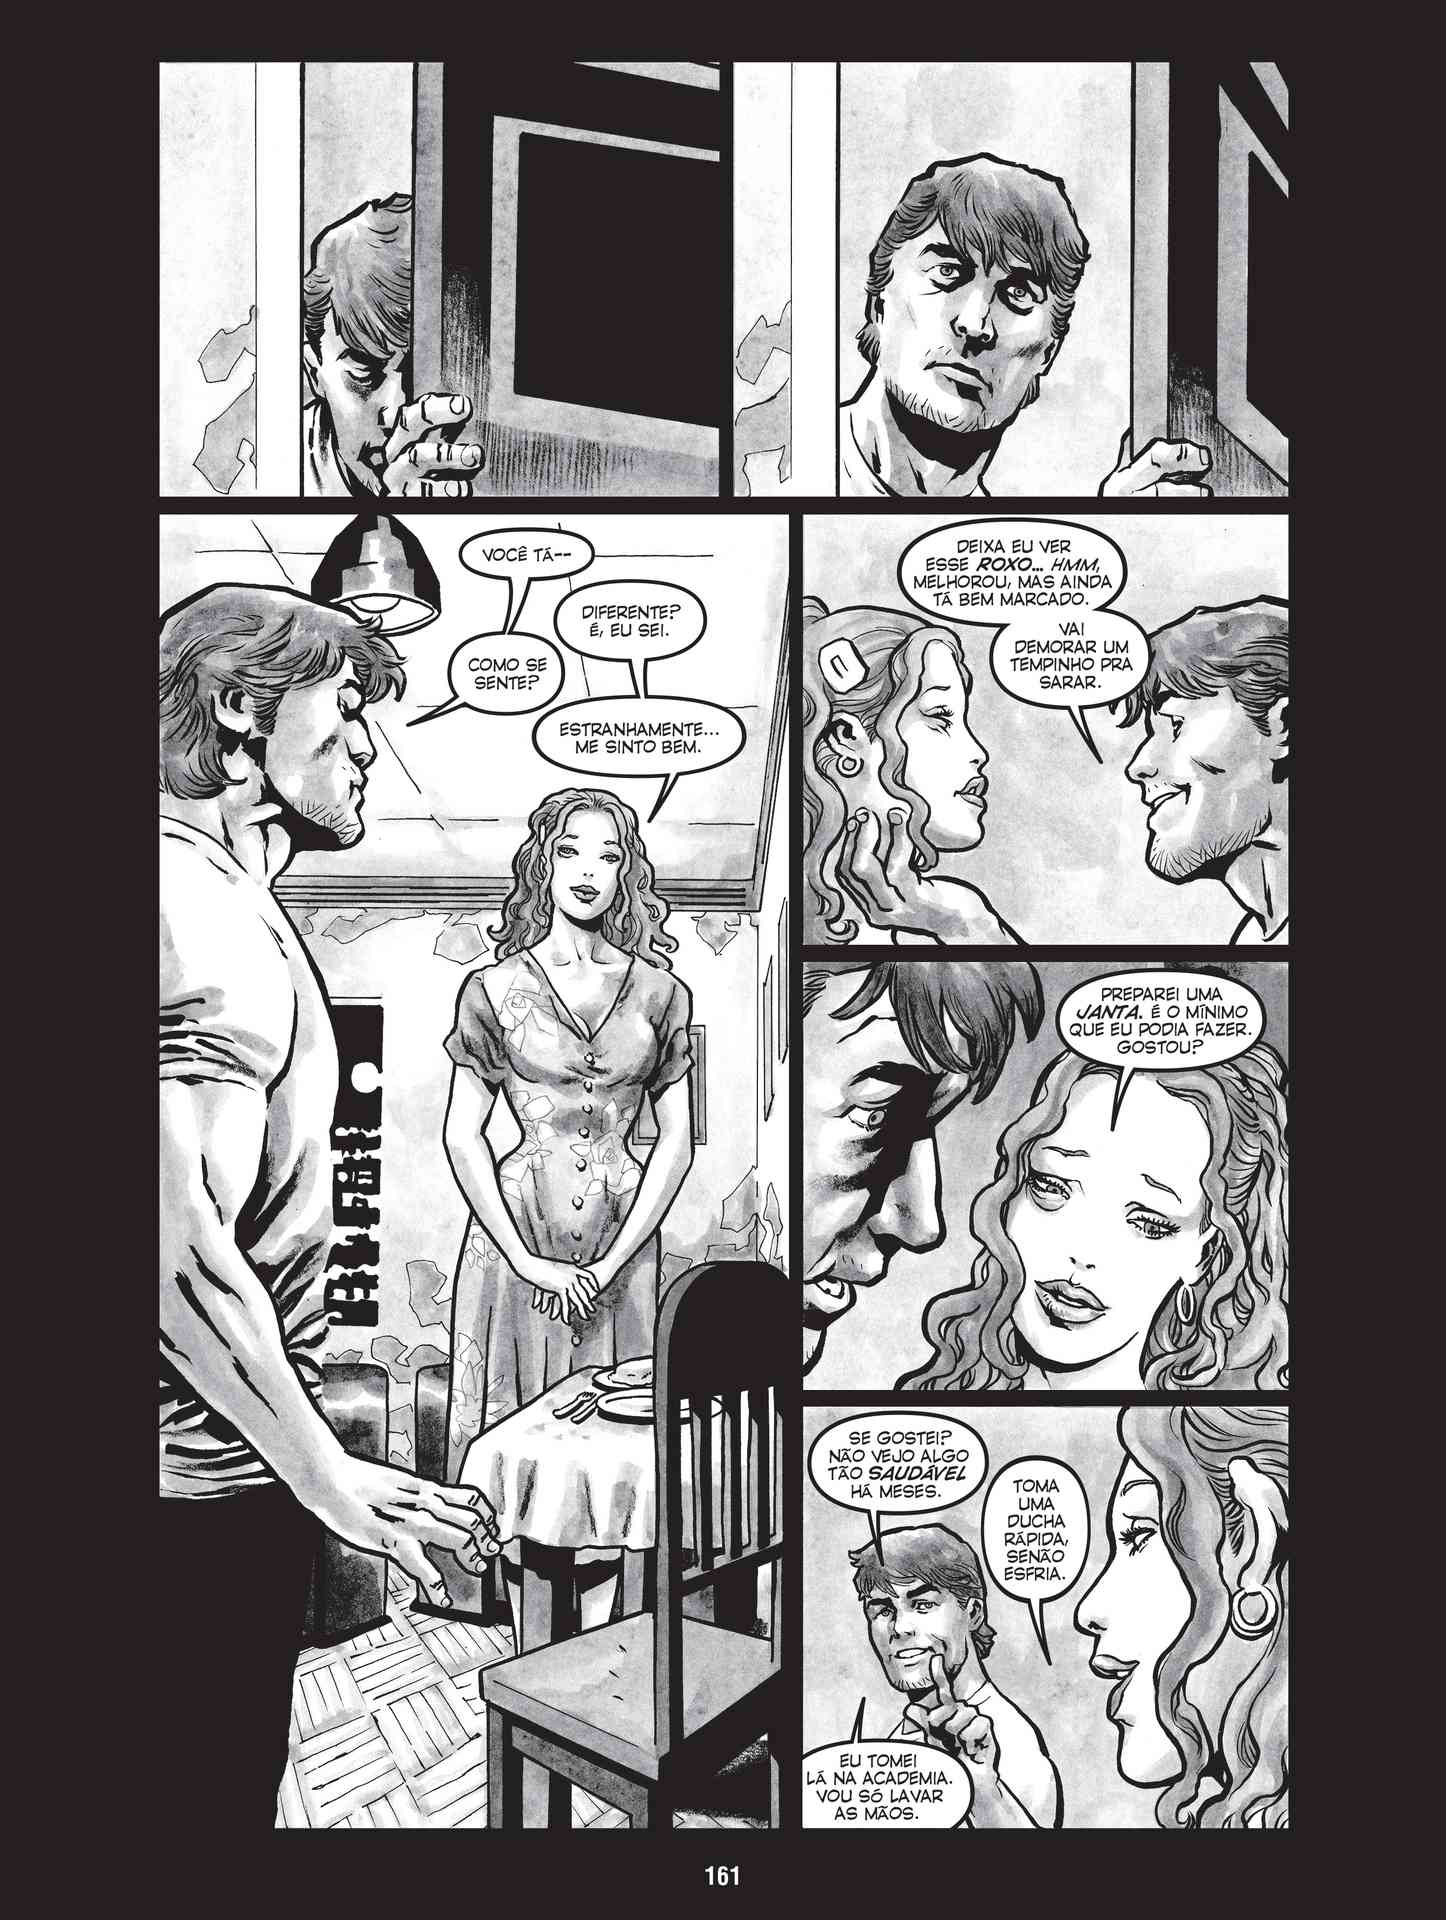 VOCÊ TÁ--
COMO SE
SENTE?
DIFERENTE?
É, EU SEI.
ESTRANHAMENTE...
ME SINTO BEM.
DEIXA EU VER
ESSE ROXO... HMM,
MELHOROU, MAS AINDA
TÁ BEM MARCADO.
VAI
DEMORAR UM
TEMPINHO PRA
SARAR.
PREPAREI UMA
JANTA. É O MÍNIMO
QUE EU PODIA FAZER.
GOSTOU?
SE GOSTEI?
NÃO VEJO ALGO
TÃO SAUDÁVEL
HÁ MESES.
TOMA
UMA
DUCHA
RÁPIDA,
SENÃO
ESFRIA.
EU TOMEI
LÁ NA ACADEMIA.
VOU SÓ LAVAR
AS MÃOS.
161